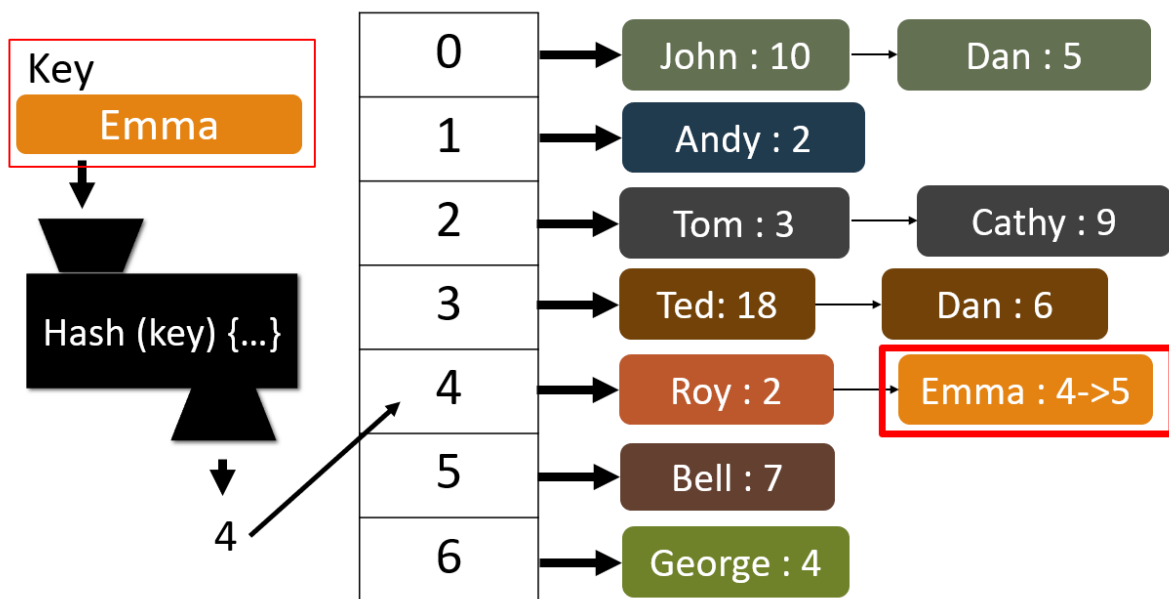 Key
Emma
Hash (key) {...}
4
0
John : 10
Dan : 5
1
Andy : 2
2
Tom : 3
Cathy : 9
3
Ted: 18
Dan : 6
4
Roy : 2
Emma : 4->5
5
Bell : 7
6
George : 4